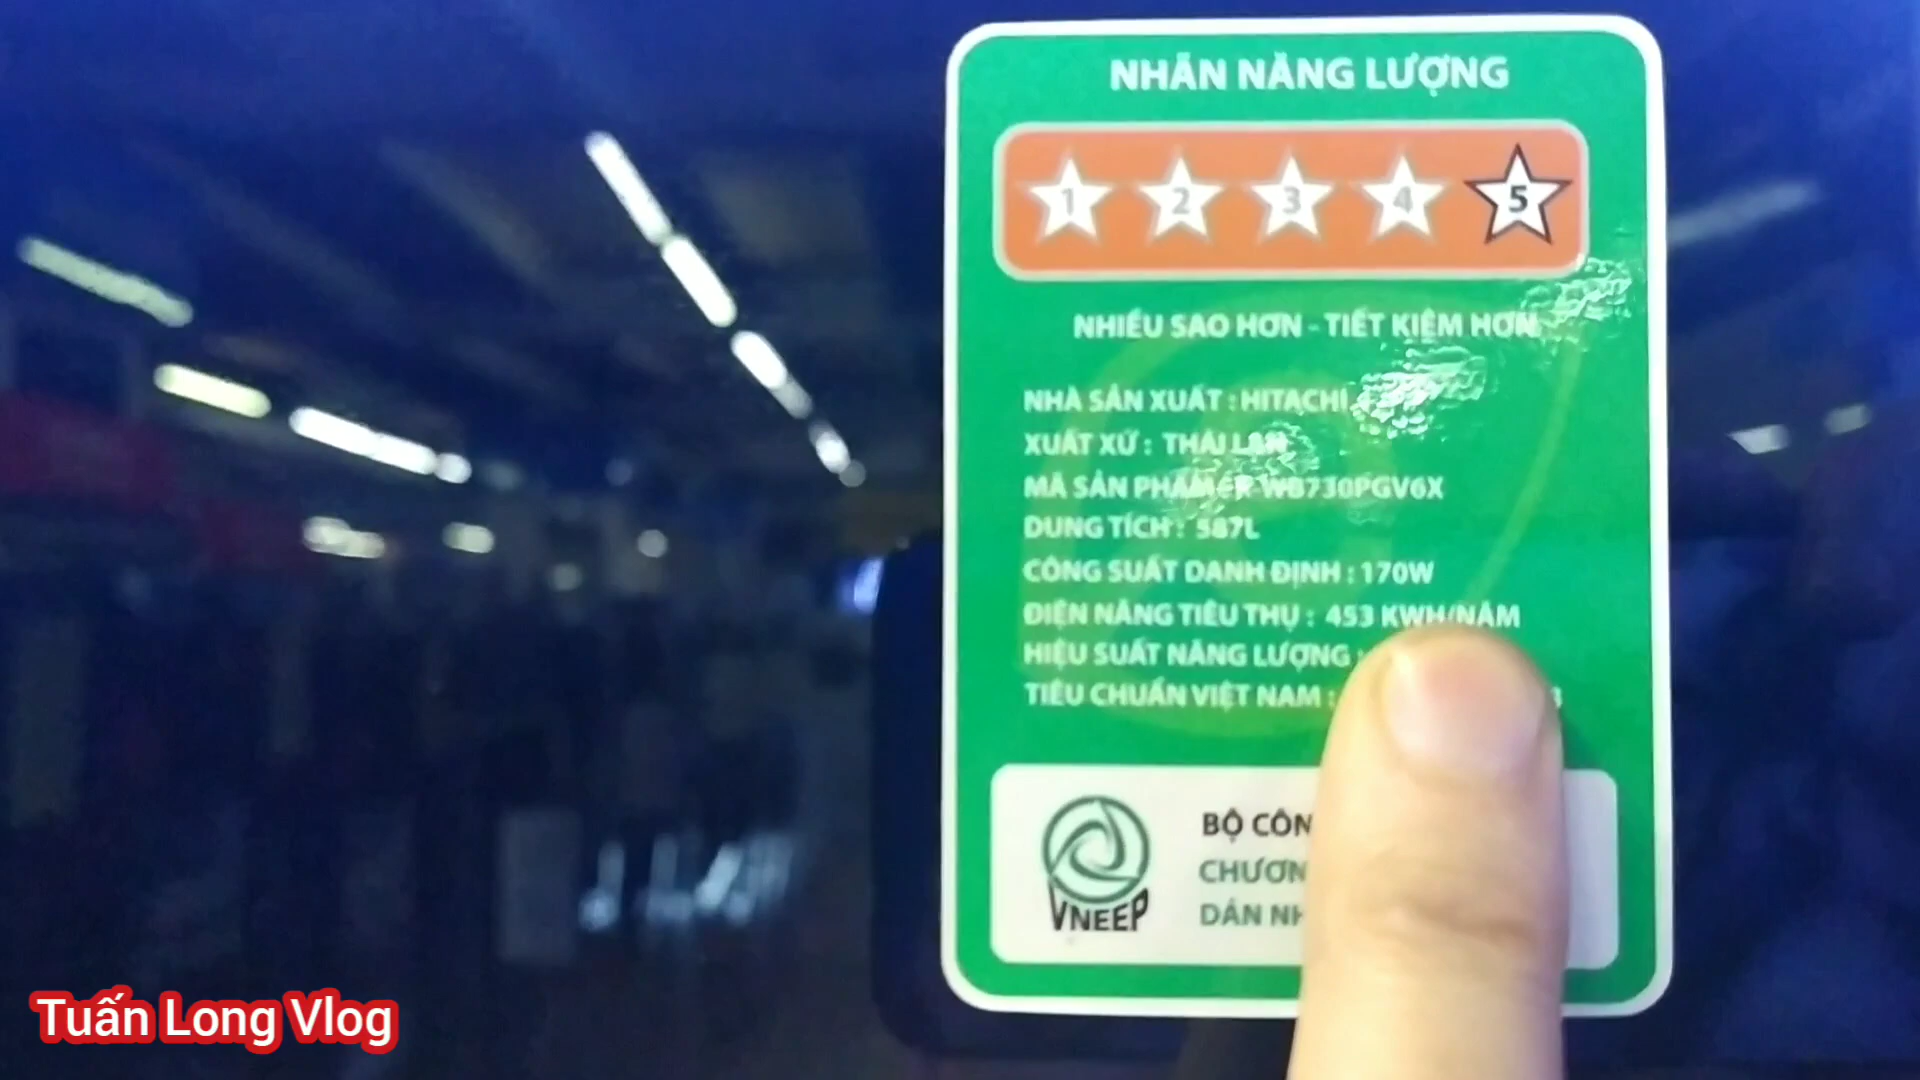 NHÃN NĂNG LƯỢNG
1 2 3 4 5
NHIỀU SAO HƠN - TIẾT KIỆM HƠN
NHÀ SẢN XUẤT : HITACHI
XUẤT XỨ : THÁI LAN
MÃ SẢN PHẨM : R-WB730PGV6X
DUNG TÍCH : 587L
CÔNG SUẤT DANH ĐỊNH : 170W
ĐIỆN NĂNG TIÊU THỤ : 453 KWH/NĂM
HIỆU SUẤT NĂNG LƯỢNG :
TIÊU CHUẨN VIỆT NAM :
BỘ CÔN
CHƯƠN
DÁN NH
VNEEP
Tuấn Long Vlog